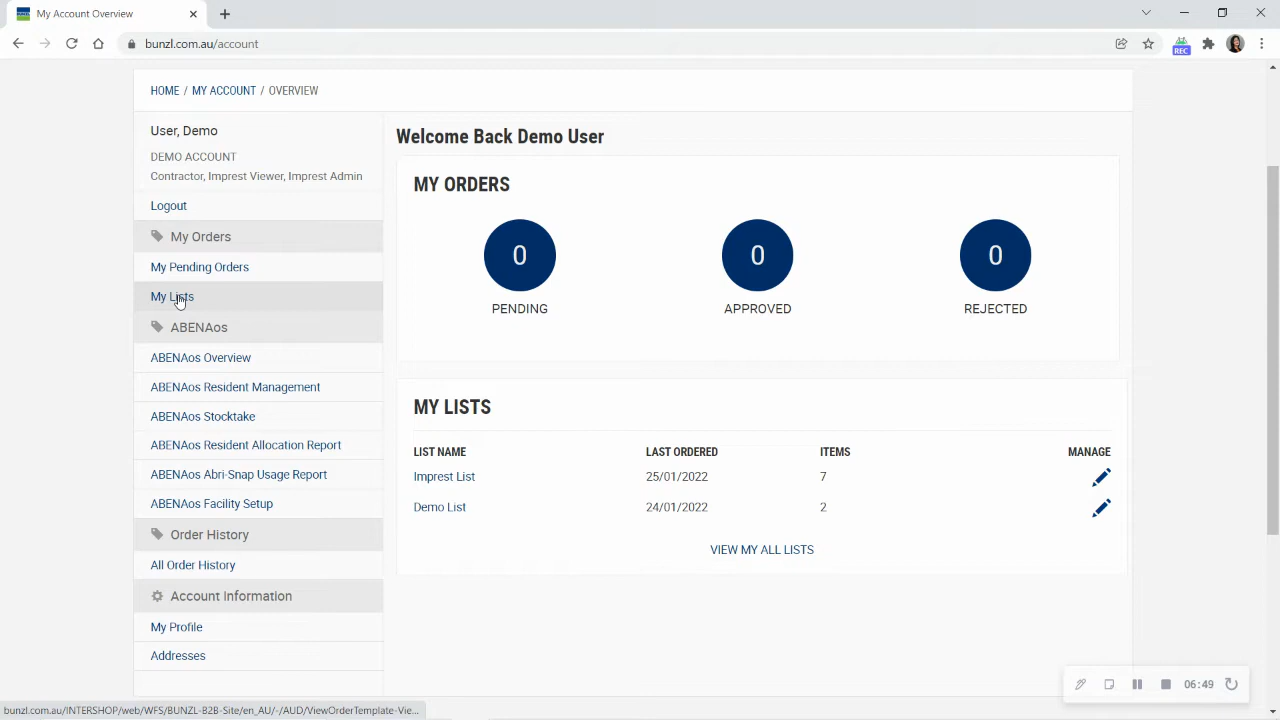 My Account Overview
bunzl.com.au/account
REC
HOME / MY ACCOUNT / OVERVIEW
User, Demo
DEMO ACCOUNT
Contractor, Imprest Viewer, Imprest Admin
Logout
My Orders
My Pending Orders
My Lists
ABENAos
ABENAos Overview
ABENAos Resident Management
ABENAos Stocktake
ABENAos Resident Allocation Report
ABENAos Abri-Snap Usage Report
ABENAos Facility Setup
Order History
All Order History
Account Information
My Profile
Addresses
Welcome Back Demo User
MY ORDERS
0 0 0
PENDING APPROVED REJECTED
MY LISTS
LIST NAME LAST ORDERED ITEMS MANAGE
Imprest List 25/01/2022 7
Demo List 24/01/2022 2
VIEW MY ALL LISTS
06:49
bunzl.com.au/INTERSHOP/web/WFS/BUNZL-B2B-Site/en_AU/-/AUD/ViewOrderTemplate-Vie...